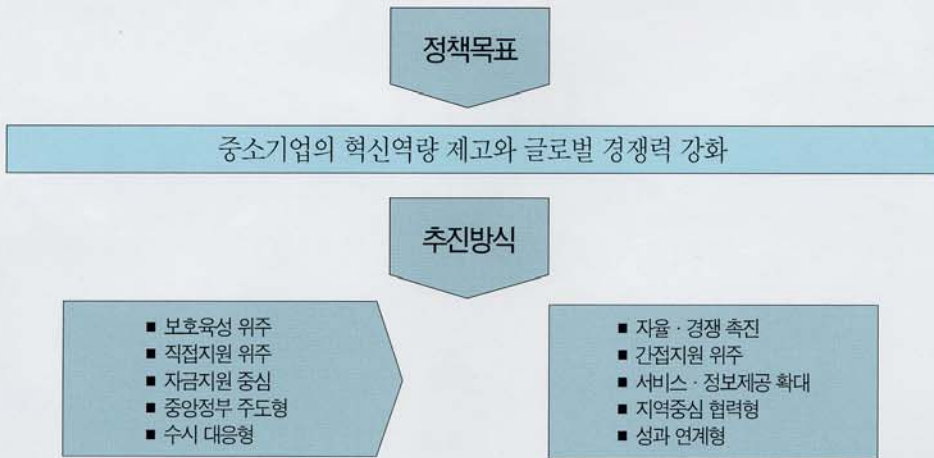 정책목표
중소기업의 혁신역량 제고와 글로벌 경쟁력 강화
추진방식
■ 보호육성 위주
■ 직접지원 위주
■ 자금지원 중심
■ 중앙정부 주도형
■ 수시 대응형
■ 자율 · 경쟁 촉진
■ 간접지원 위주
■ 서비스 · 정보제공 확대
■ 지역중심 협력형
■ 성과 연계형